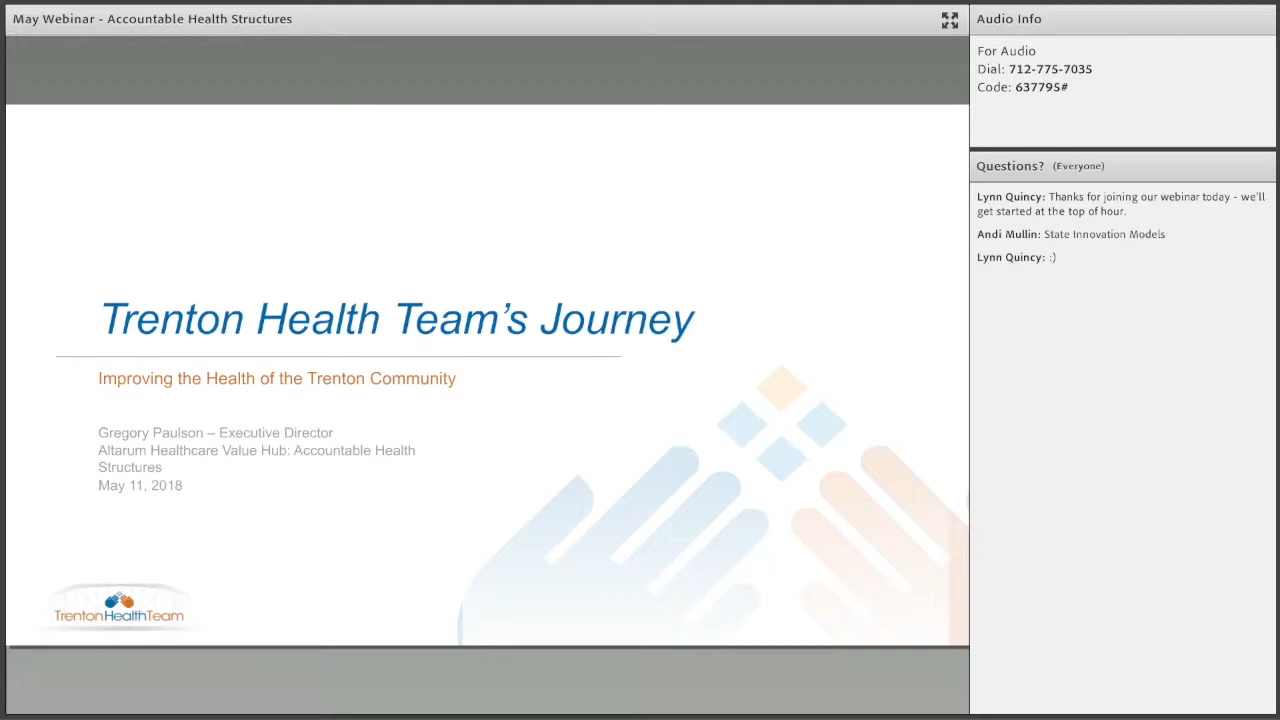 May Webinar - Accountable Health Structures
Trenton Health Team's Journey
Improving the Health of the Trenton Community
Gregory Paulson – Executive Director
Altarum Healthcare Value Hub: Accountable Health
Structures
May 11, 2018
TrentonHealthTeam
Audio Info
For Audio
Dial: 712-775-7035
Code: 637795#
Questions? (Everyone)
Lynn Quincy: Thanks for joining our webinar today - we'll
get started at the top of hour.
Andi Mullin: State Innovation Models
Lynn Quincy: :)